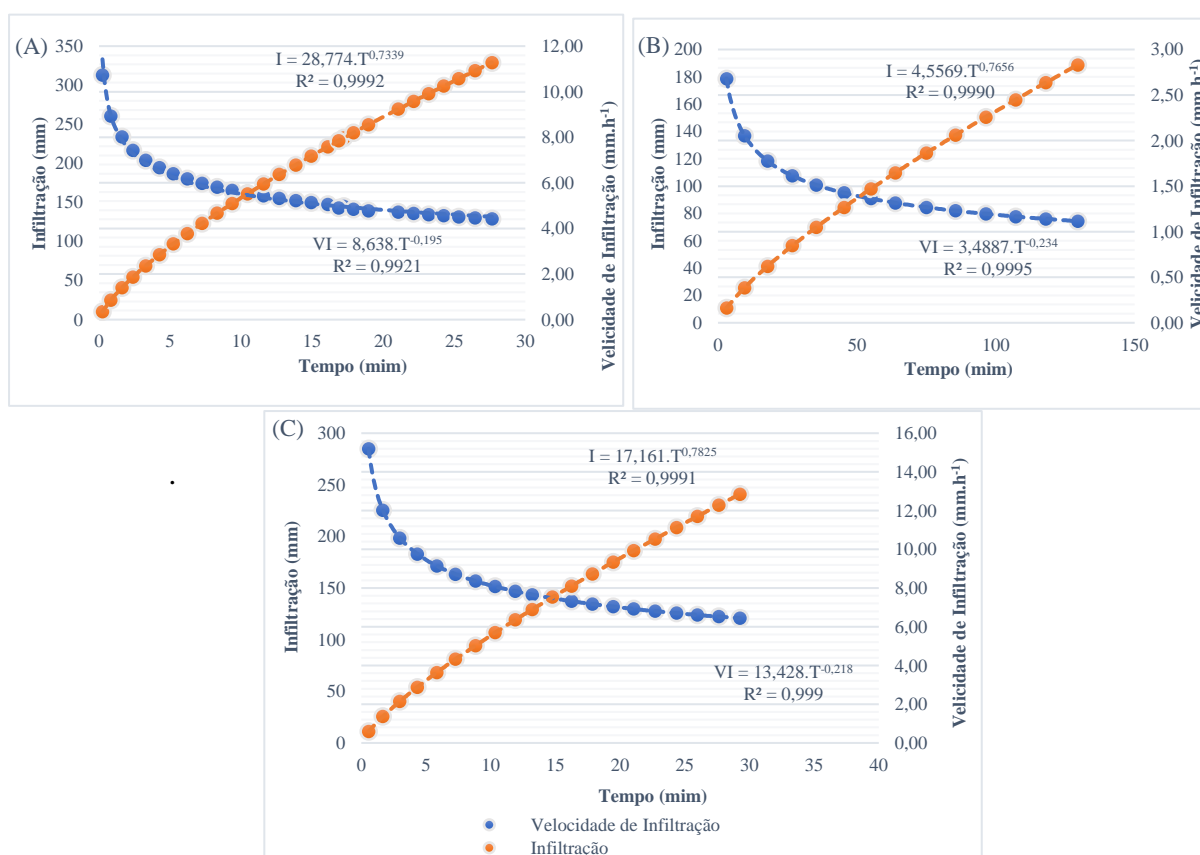 (A)
I = 28,774.T0,7339
R² = 0,9992
VI = 8,638.T-0,195
R² = 0,9921
Infiltração (mm)
350
300
250
200
150
100
50
0
12,00
10,00
8,00
6,00
4,00
2,00
0,00
Velicidade de Infiltração (mm.h-1)
0 5 10 15 20 25 30
Tempo (mim)
(B)
I = 4,5569.T0,7656
R² = 0,9990
VI = 3,4887.T-0,234
R² = 0,9995
Infiltração (mm)
200
180
160
140
120
100
80
60
40
20
0
3,00
2,50
2,00
1,50
1,00
0,50
0,00
Velicidade de Infiltração (mm.h-1)
0 50 100 150
Tempo (mim)
(C)
I = 17,161.T0,7825
R² = 0,9991
VI = 13,428.T-0,218
R² = 0,999
Infiltração (mm)
300
250
200
150
100
50
0
16,00
14,00
12,00
10,00
8,00
6,00
4,00
2,00
0,00
Velicidade de Infiltração (mm.h-1)
0 5 10 15 20 25 30 35 40
Tempo (mim)
Velocidade de Infiltração
Infiltração